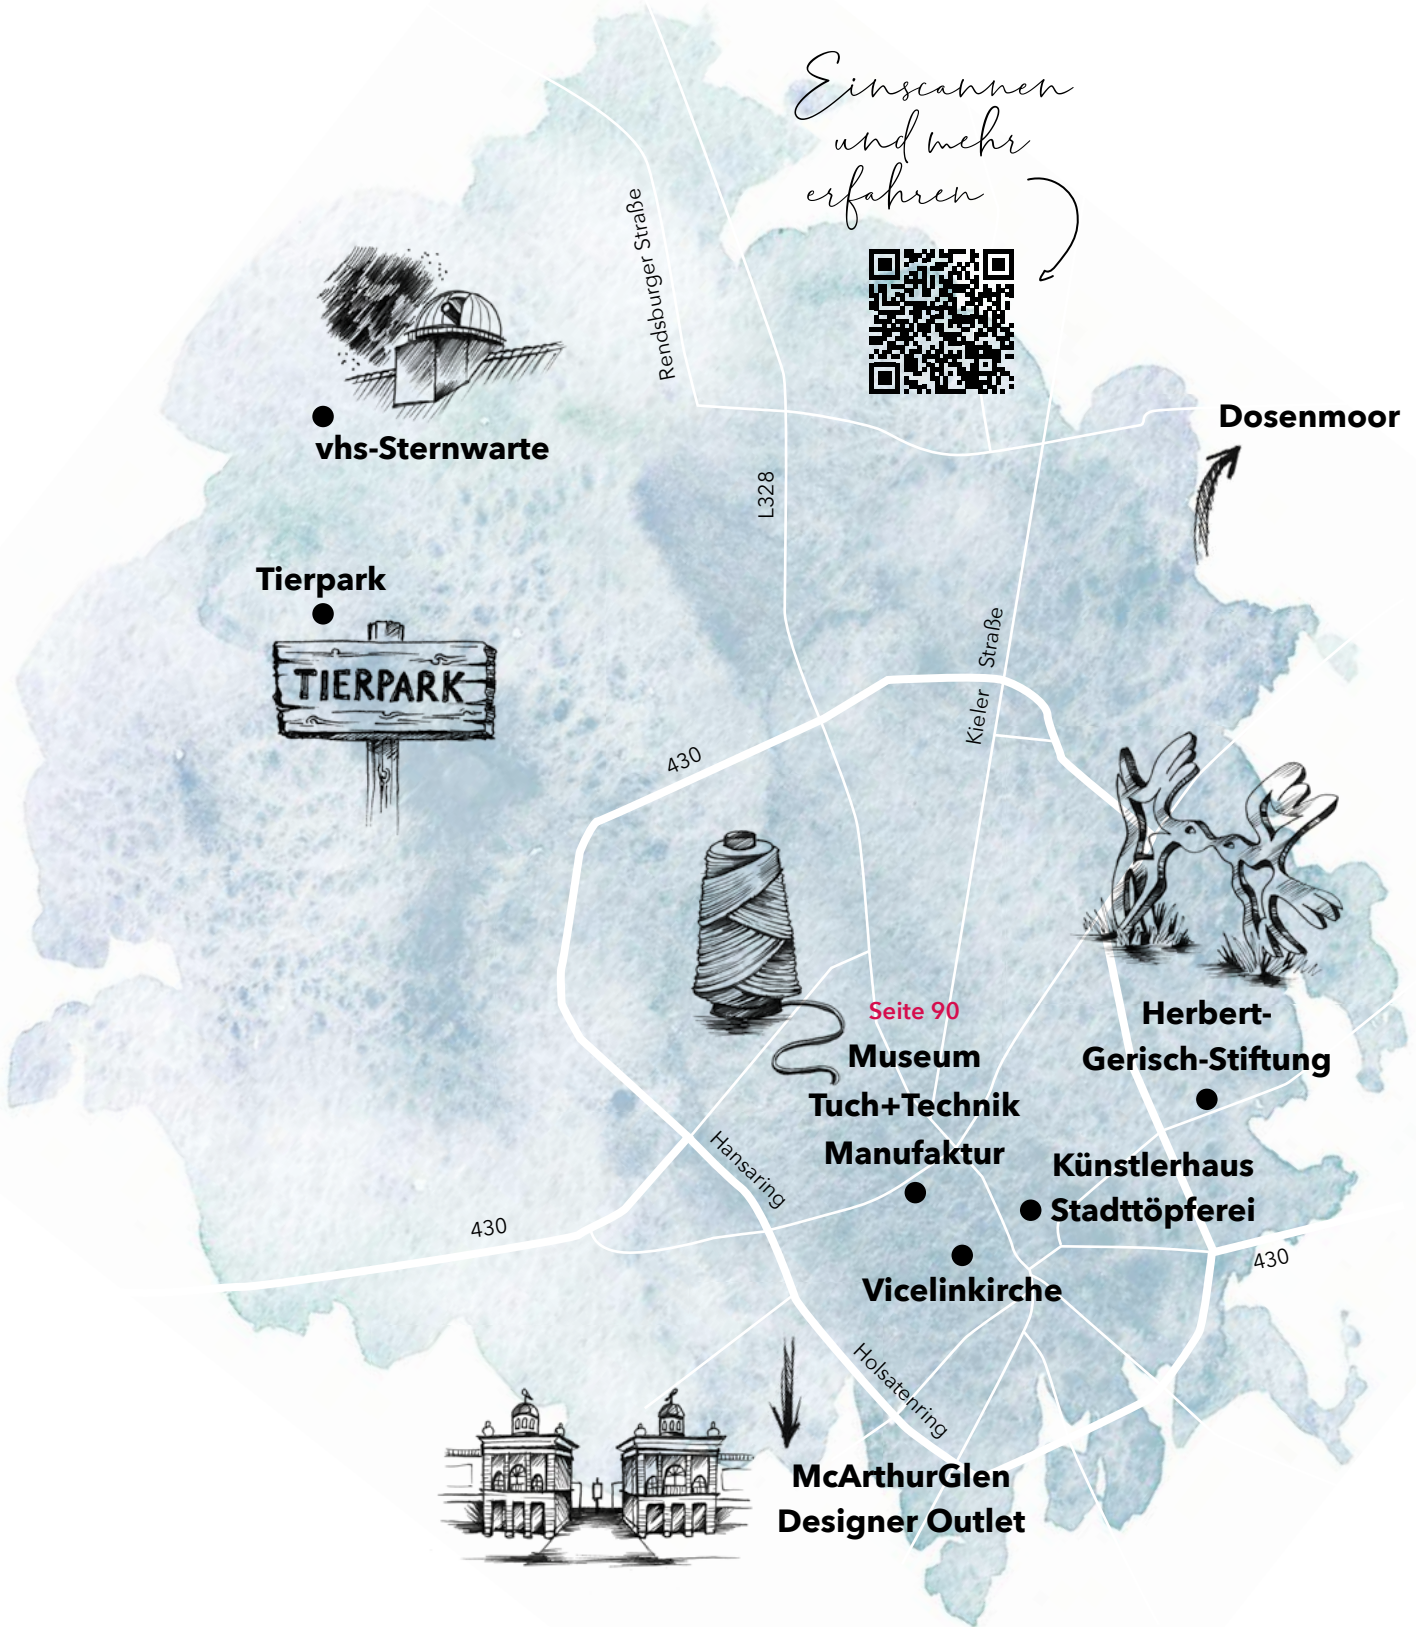 Einscannen
und mehr
erfahren
Rendsburger Straße
Dosenmoor
vhs-Sternwarte
L328
Tierpark
TIERPARK
Kieler Straße
430
Seite 90
Museum
Tuch+Technik
Manufaktur
Herbert-
Gerisch-Stiftung
Hansaring
Künstlerhaus
Stadttöpferei
430
430
Vicelinkirche
Holsatenring
McArthurGlen
Designer Outlet